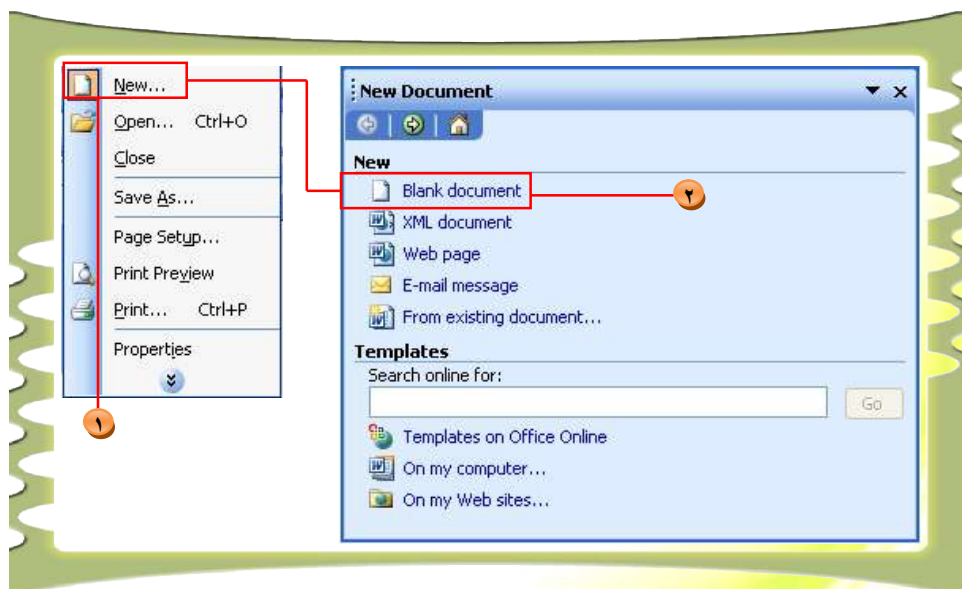 New...
Open... Ctrl+O
Close
Save As...
Page Setup...
Print Preview
Print... Ctrl+P
Properties
١
New Document
New
Blank document
٢
XML document
Web page
E-mail message
From existing document...
Templates
Search online for:
Go
Templates on Office Online
On my computer...
On my Web sites...